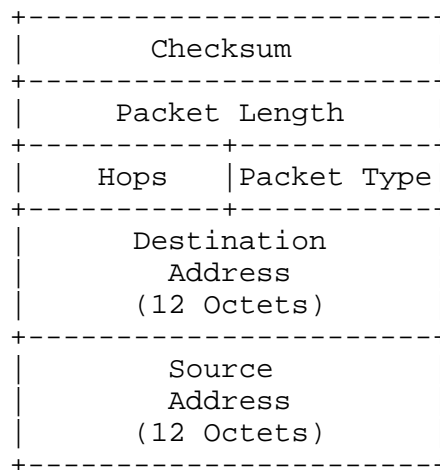 Checksum
Packet Length
Hops |Packet Type
Destination
Address
(12 Octets)
Source
Address
(12 Octets)